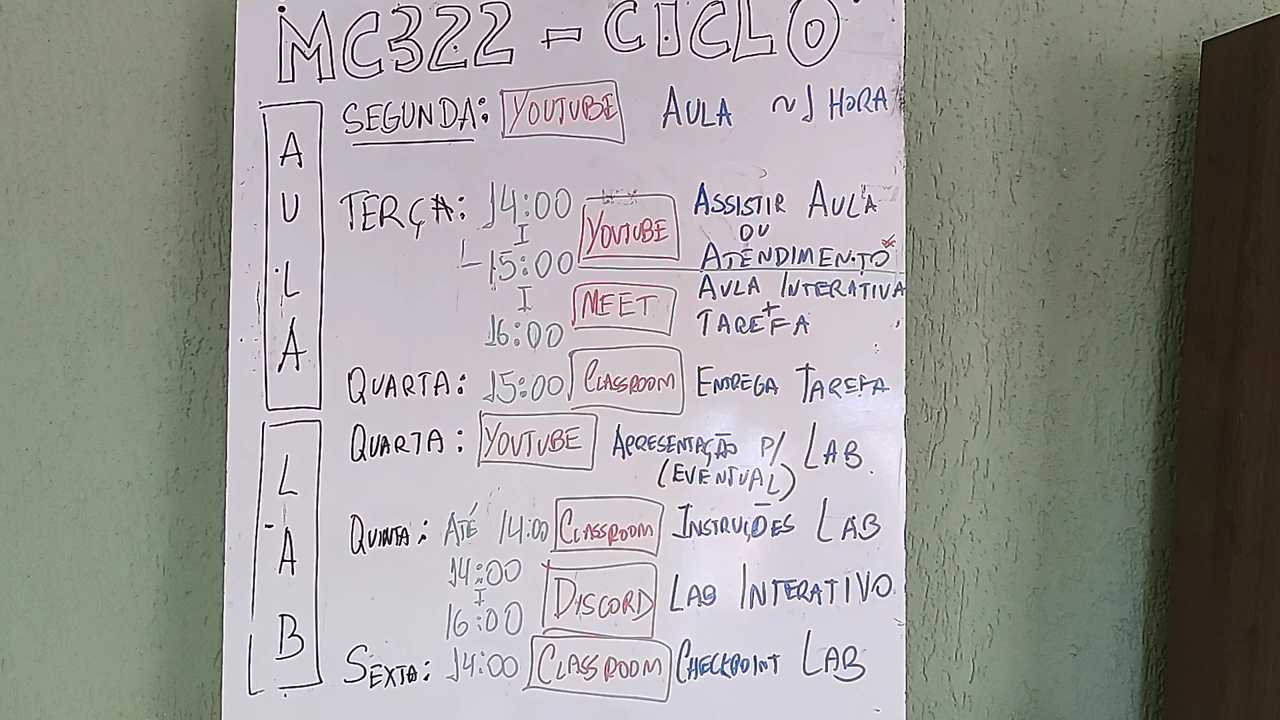 MC322 - CICLO
AULA
SEGUNDA: YOUTUBE AULA ~1 HORA
TERÇA: 14:00 YOUTUBE ASSISTIR AULA
OU
15:00 ATENDIMENTO*
MEET AULA INTERATIVA
+
16:00 TAREFA
QUARTA: 15:00 CLASSROOM ENTREGA TAREFA
LAB
QUARTA: YOUTUBE APRESENTAÇÃO P/ LAB.
(EVENTUAL)
QUINTA: ATÉ 14:00 CLASSROOM INSTRUÇÕES LAB
14:00
16:00 DISCORD LAB INTERATIVO
SEXTA: 14:00 CLASSROOM CHECKPOINT LAB